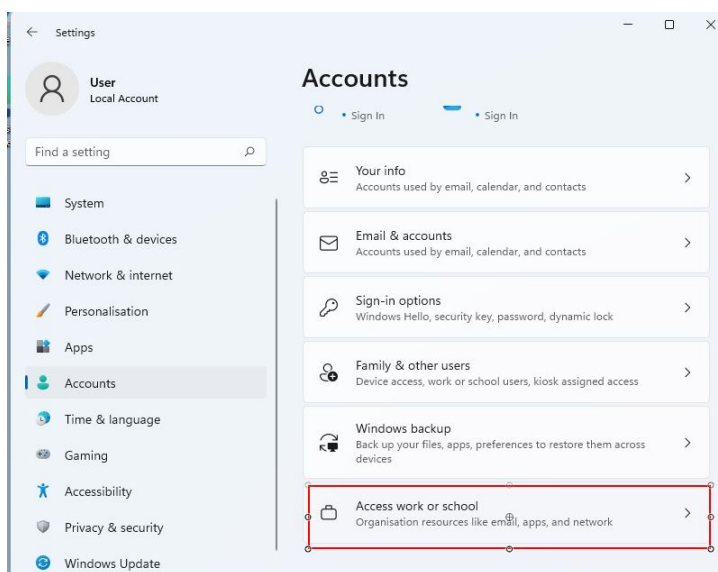 Settings
User
Local Account
Find a setting
System
Bluetooth & devices
Network & internet
Personalisation
Apps
Accounts
Time & language
Gaming
Accessibility
Privacy & security
Windows Update
Accounts
• Sign In • Sign In
Your info
Accounts used by email, calendar, and contacts
Email & accounts
Accounts used by email, calendar, and contacts
Sign-in options
Windows Hello, security key, password, dynamic lock
Family & other users
Device access, work or school users, kiosk assigned access
Windows backup
Back up your files, apps, preferences to restore them across
devices
Access work or school
Organisation resources like email, apps, and network